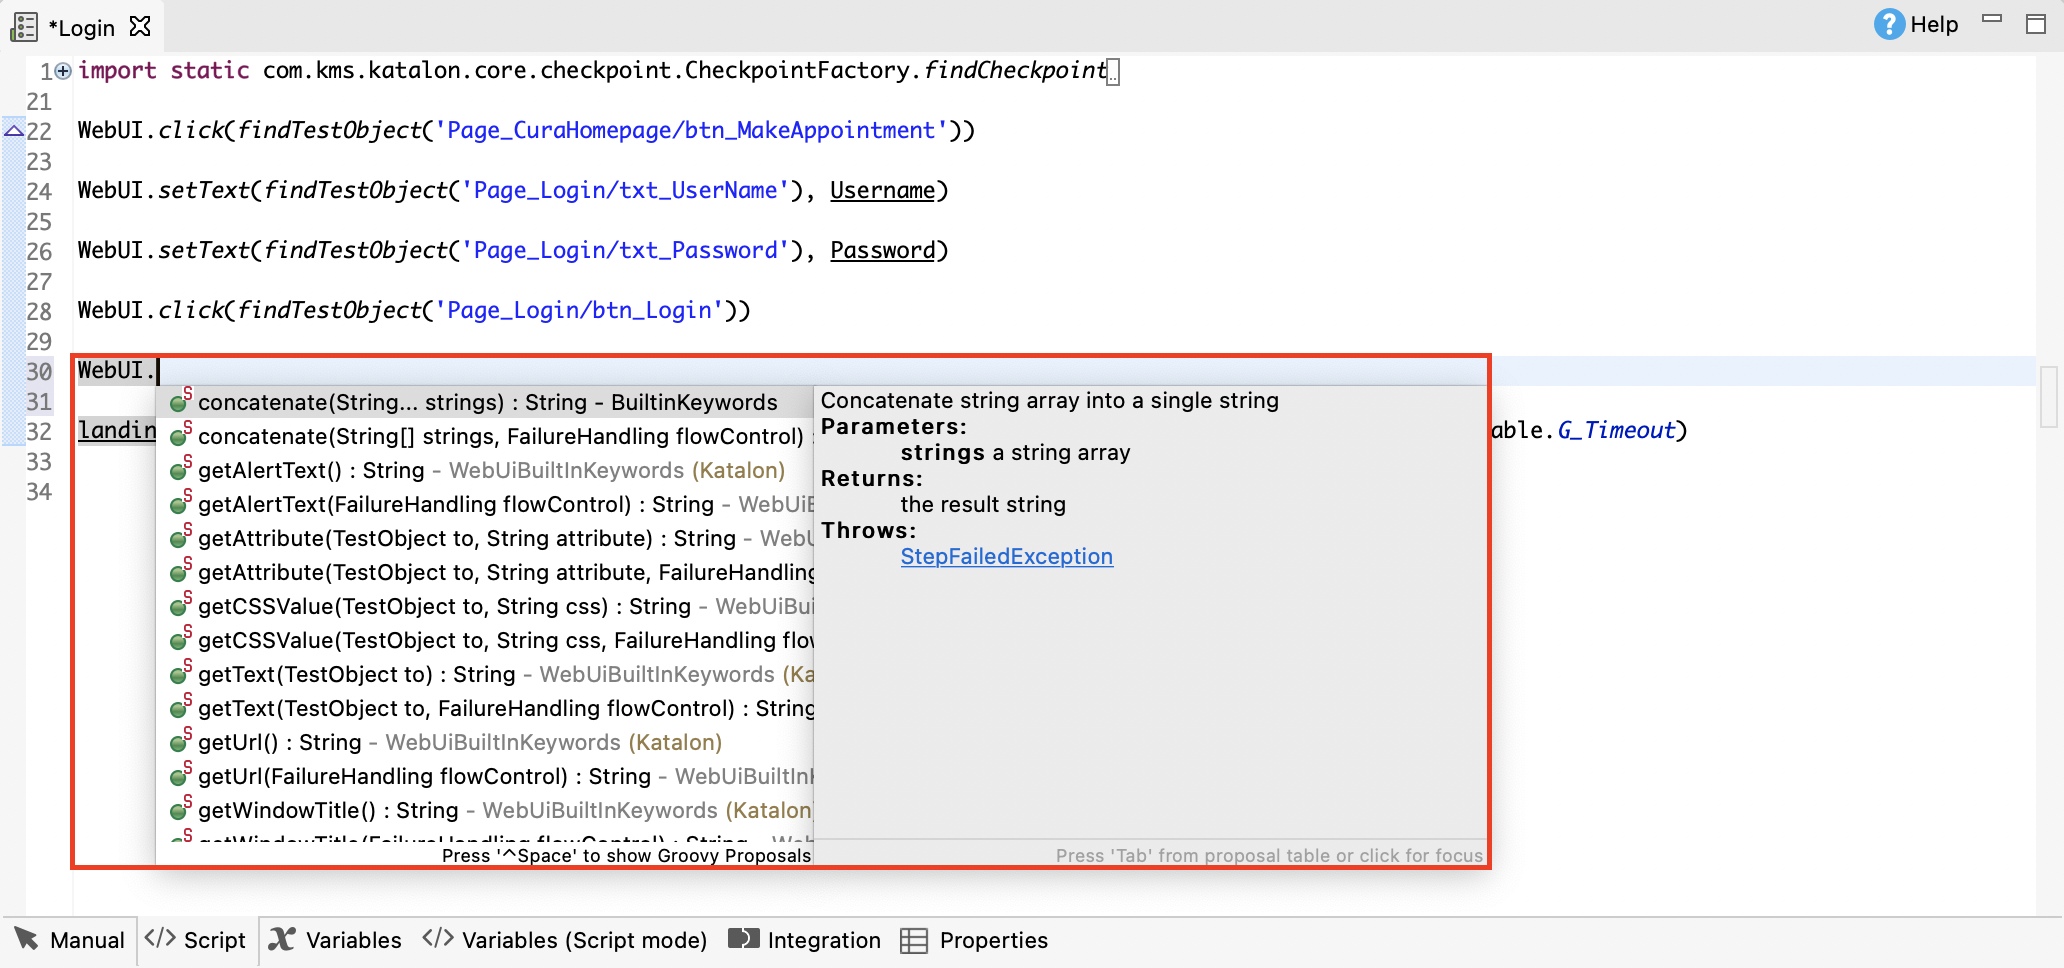 *Login
Help
1 import static com.kms.katalon.core.checkpoint.CheckpointFactory.findCheckpoint..
21
22 WebUI.click(findTestObject('Page_CuraHomepage/btn_MakeAppointment'))
23
24 WebUI.setText(findTestObject('Page_Login/txt_UserName'), Username)
25
26 WebUI.setText(findTestObject('Page_Login/txt_Password'), Password)
27
28 WebUI.click(findTestObject('Page_Login/btn_Login'))
29
30 WebUI.
31
32 landin able.G_Timeout)
33
34
concatenate(String... strings) : String - BuiltinKeywords
concatenate(String[] strings, FailureHandling flowControl) :
getAlertText() : String - WebUiBuiltInKeywords (Katalon)
getAlertText(FailureHandling flowControl) : String - WebUiB
getAttribute(TestObject to, String attribute) : String - WebU
getAttribute(TestObject to, String attribute, FailureHandling
getCSSValue(TestObject to, String css) : String - WebUiBui
getCSSValue(TestObject to, String css, FailureHandling flow
getText(TestObject to) : String - WebUiBuiltInKeywords (Ka
getText(TestObject to, FailureHandling flowControl) : String
getUrl() : String - WebUiBuiltInKeywords (Katalon)
getUrl(FailureHandling flowControl) : String - WebUiBuiltInK
getWindowTitle() : String - WebUiBuiltInKeywords (Katalon)
getWindowTitle(FailureHandling flowControl) : String - Web
Press '^Space' to show Groovy Proposals
Concatenate string array into a single string
Parameters:
strings a string array
Returns:
the result string
Throws:
StepFailedException
Press 'Tab' from proposal table or click for focus
Manual
Script
Variables
Variables (Script mode)
Integration
Properties